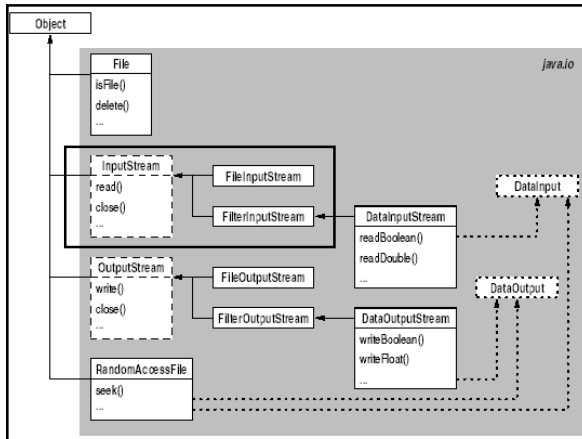 Object
java.io
File
isFile()
delete()
...
InputStream
read()
close()
...
FileInputStream
FilterInputStream
DataInputStream
readBoolean()
readDouble()
...
DataInput
OutputStream
write()
close()
...
FileOutputStream
FilterOutputStream
DataOutputStream
writeBoolean()
writeFloat()
...
DataOutput
RandomAccessFile
seek()
...